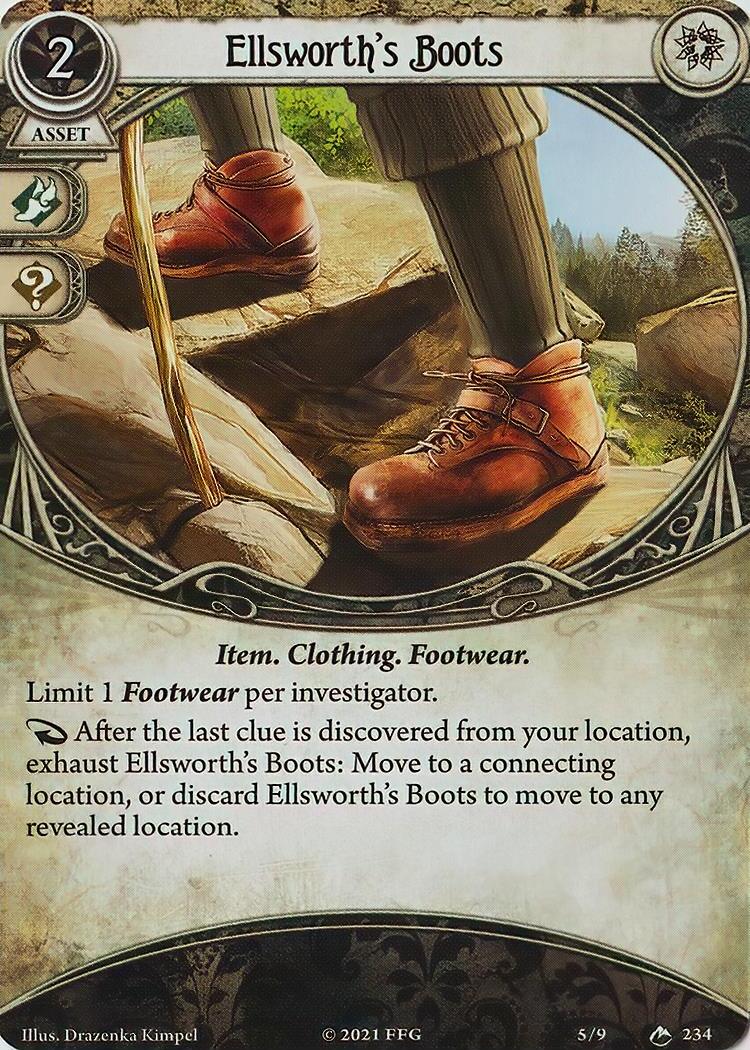 2
Ellsworth's Boots
ASSET
?
Item. Clothing. Footwear.
Limit 1 Footwear per investigator.
After the last clue is discovered from your location,
exhaust Ellsworth's Boots: Move to a connecting
location, or discard Ellsworth's Boots to move to any
revealed location.
Illus. Drazenka Kimpel
© 2021 FFG
5/9
234